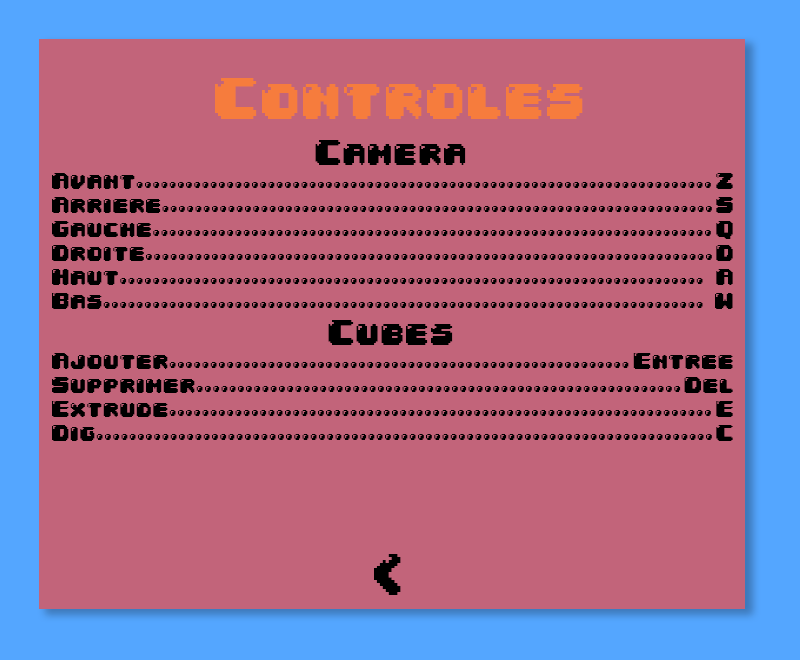 Controles
Camera
Avant........................................................................Z
Arriere.....................................................................S
Gauche......................................................................Q
Droite.......................................................................D
Haut........................................................................ A
Bas.......................................................................... W
Cubes
Ajouter........................................................Entree
Supprimer...........................................................Del
Extrude..................................................................E
Dig...........................................................................C